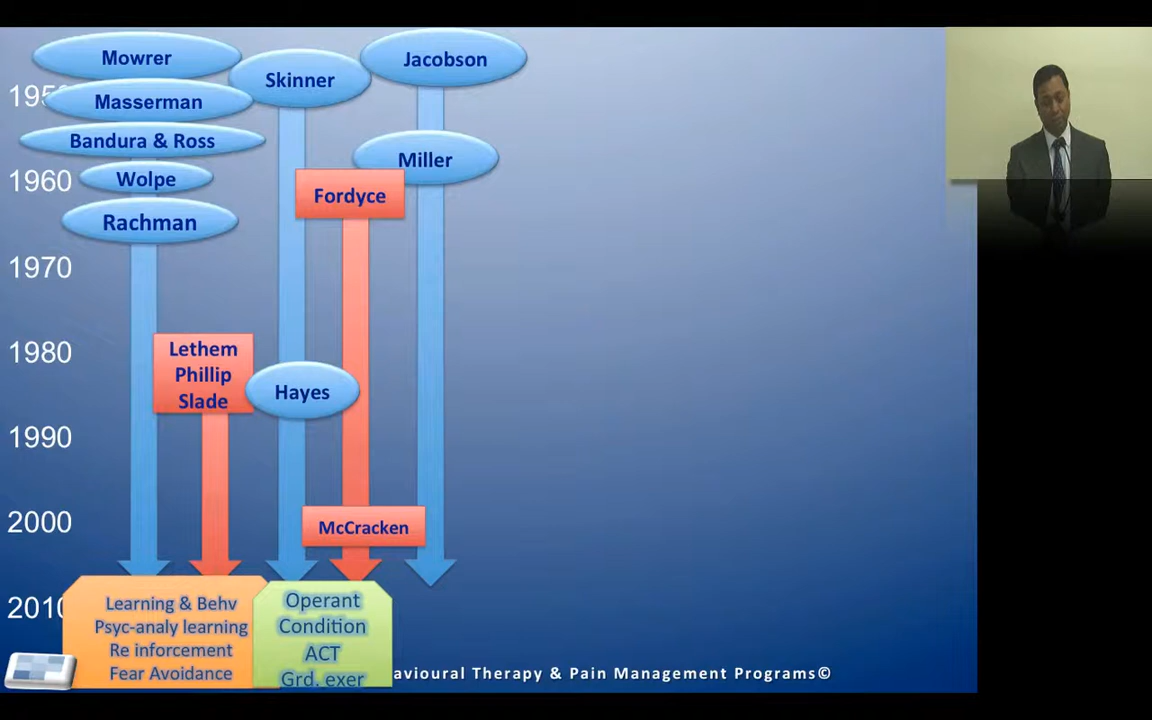 Mowrer
Jacobson
Skinner
Masserman
Bandura & Ross
Miller
1960
Wolpe
Fordyce
Rachman
1970
1980
Lethem
Phillip
Slade
Hayes
1990
2000
McCracken
Learning & Behv
Psyc-analy learning
Re inforcement
Fear Avoidance
Operant
Condition
ACT
Grd. exer
2010
avioural Therapy & Pain Management Programs©